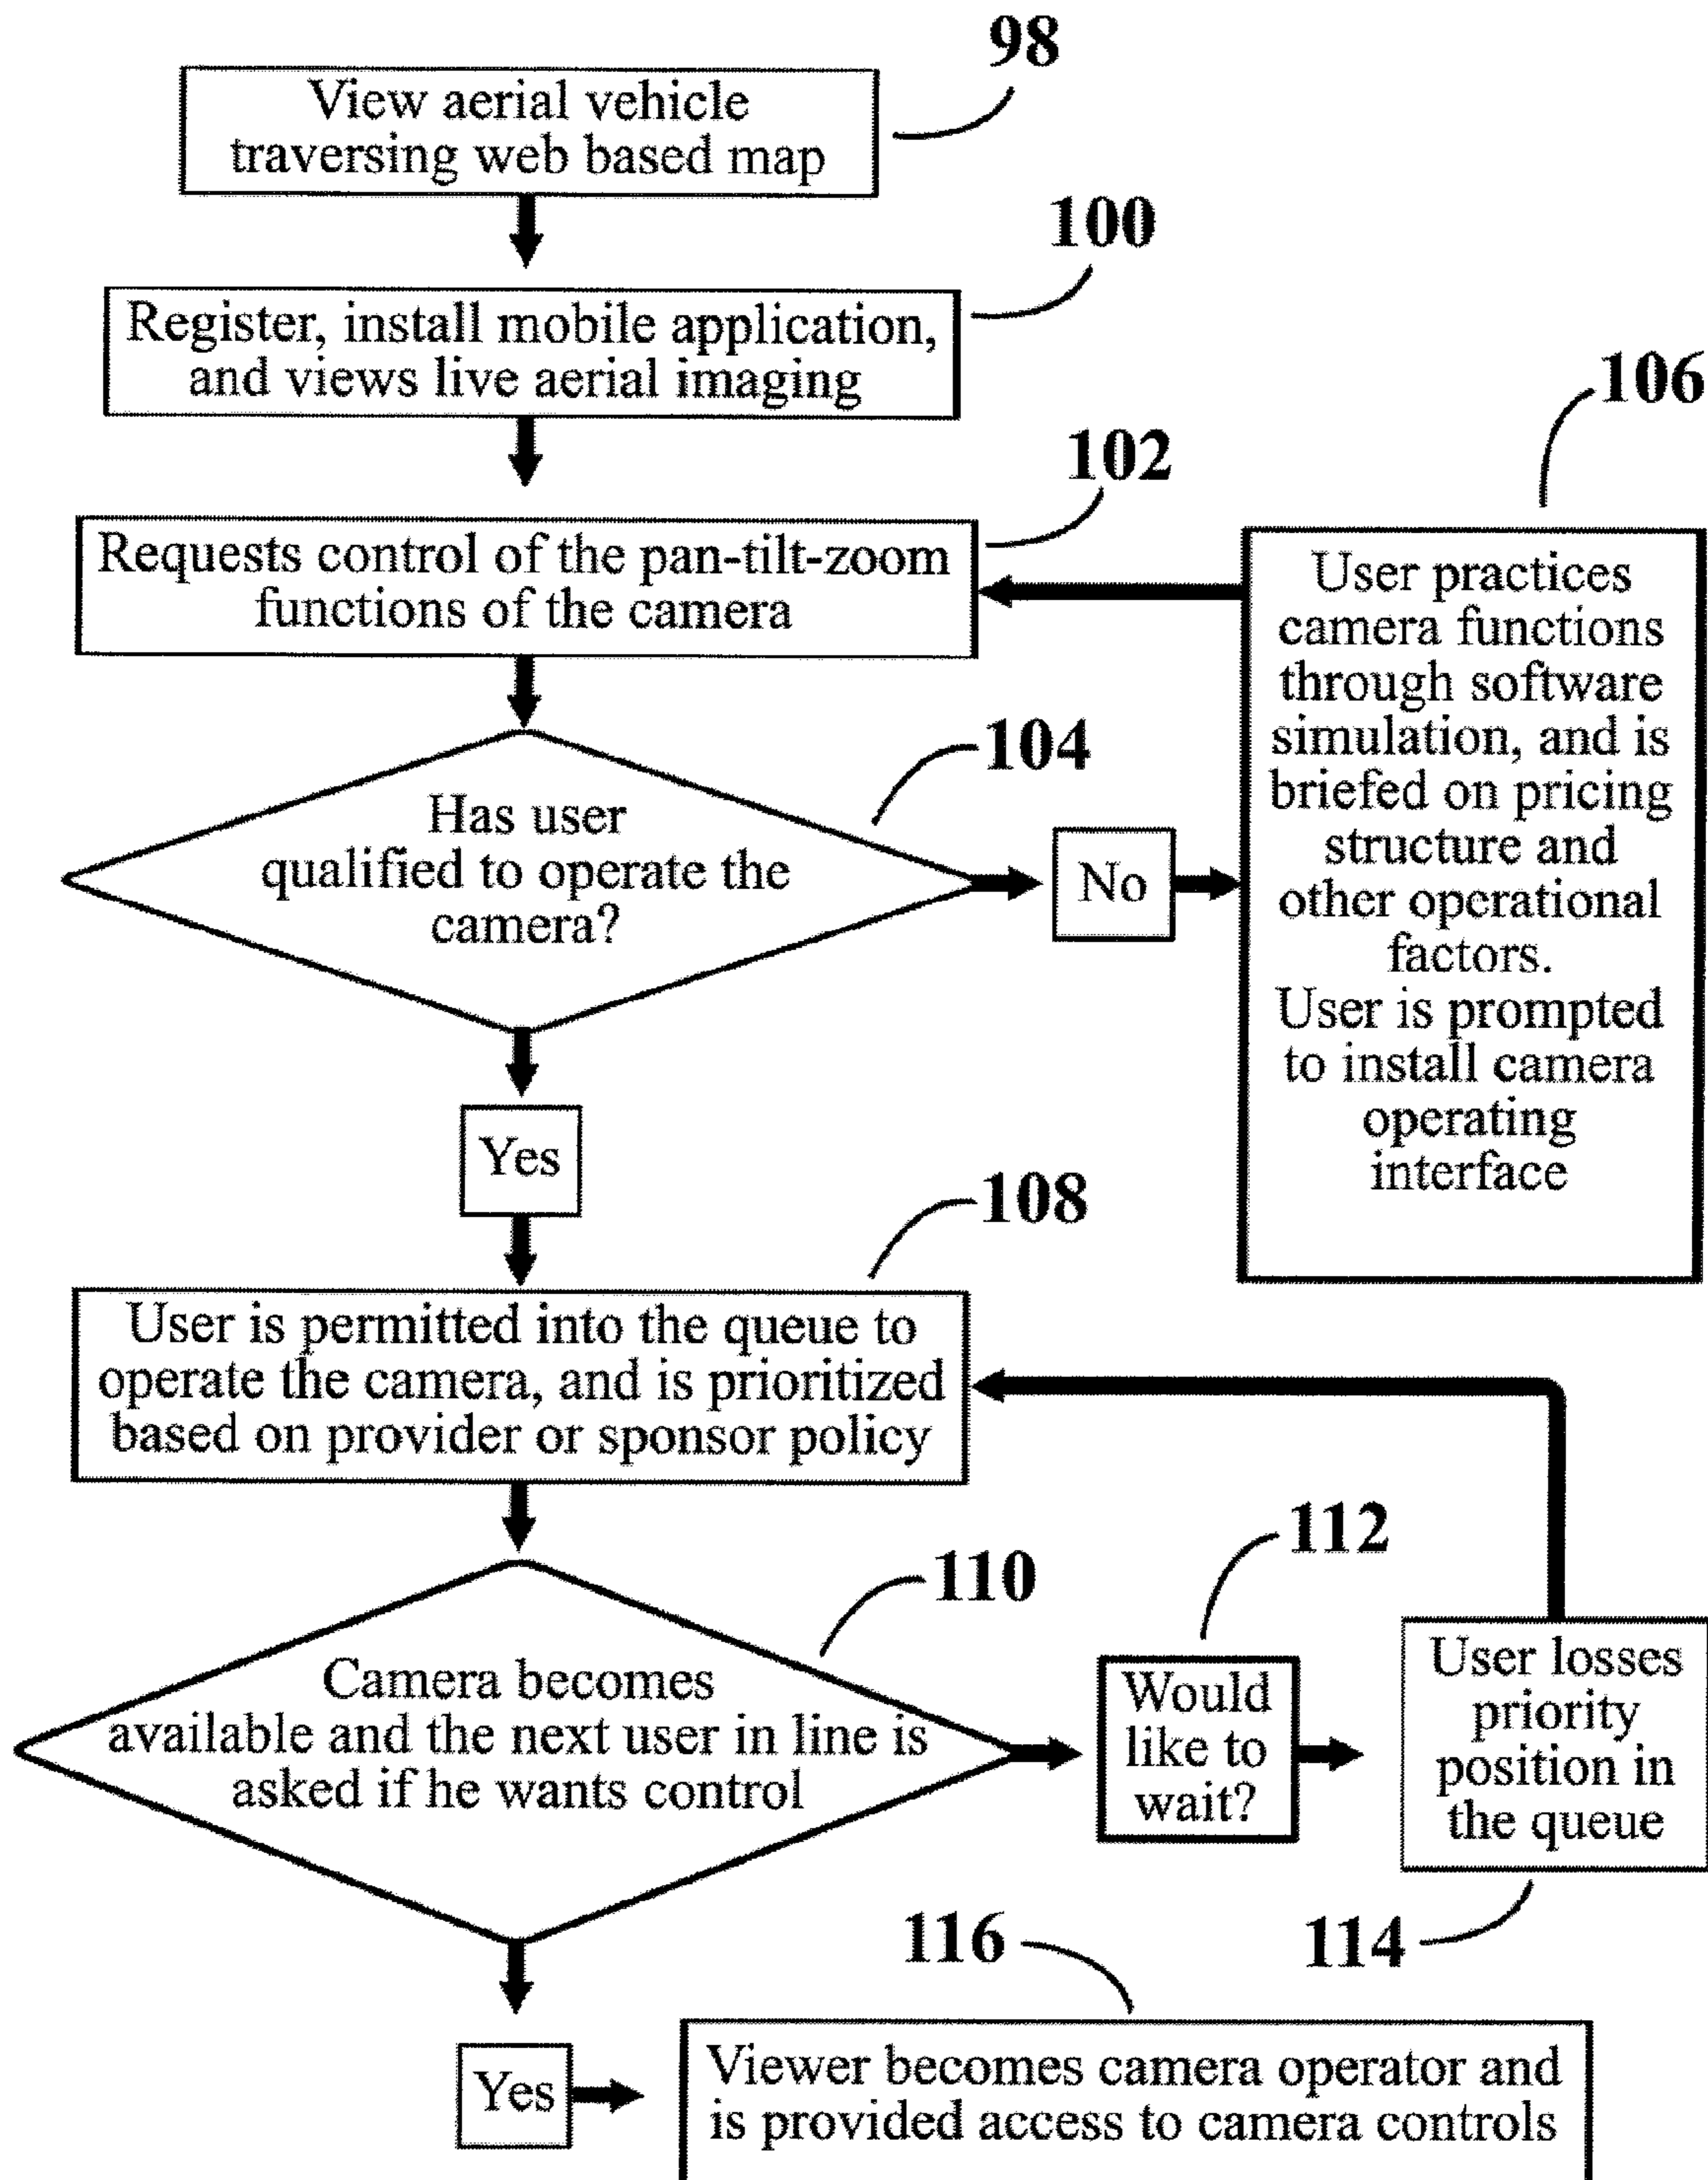 98
View aerial vehicle
traversing web based map
100
Register, install mobile application,
and views live aerial imaging
102
Requests control of the pan-tilt-zoom
functions of the camera
106
User practices
camera functions
through software
simulation, and is
briefed on pricing
structure and
other operational
factors.
User is prompted
to install camera
operating
interface
104
Has user
qualified to operate the
camera?
No
Yes
108
User is permitted into the queue to
operate the camera, and is prioritized
based on provider or sponsor policy
110
Camera becomes
available and the next user in line is
asked if he wants control
112
Would
like to
wait?
User losses
priority
position in
the queue
114
116
Yes
Viewer becomes camera operator and
is provided access to camera controls